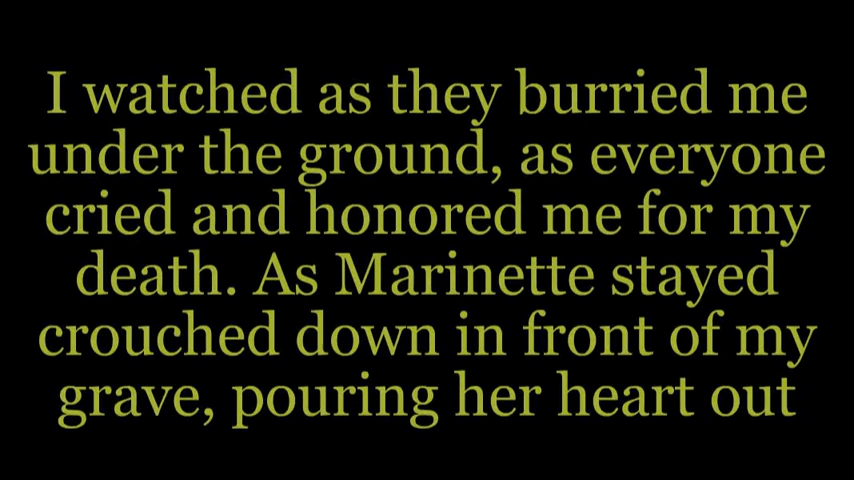 I watched as they burried me
under the ground, as everyone
cried and honored me for my
death. As Marinette stayed
crouched down in front of my
grave, pouring her heart out